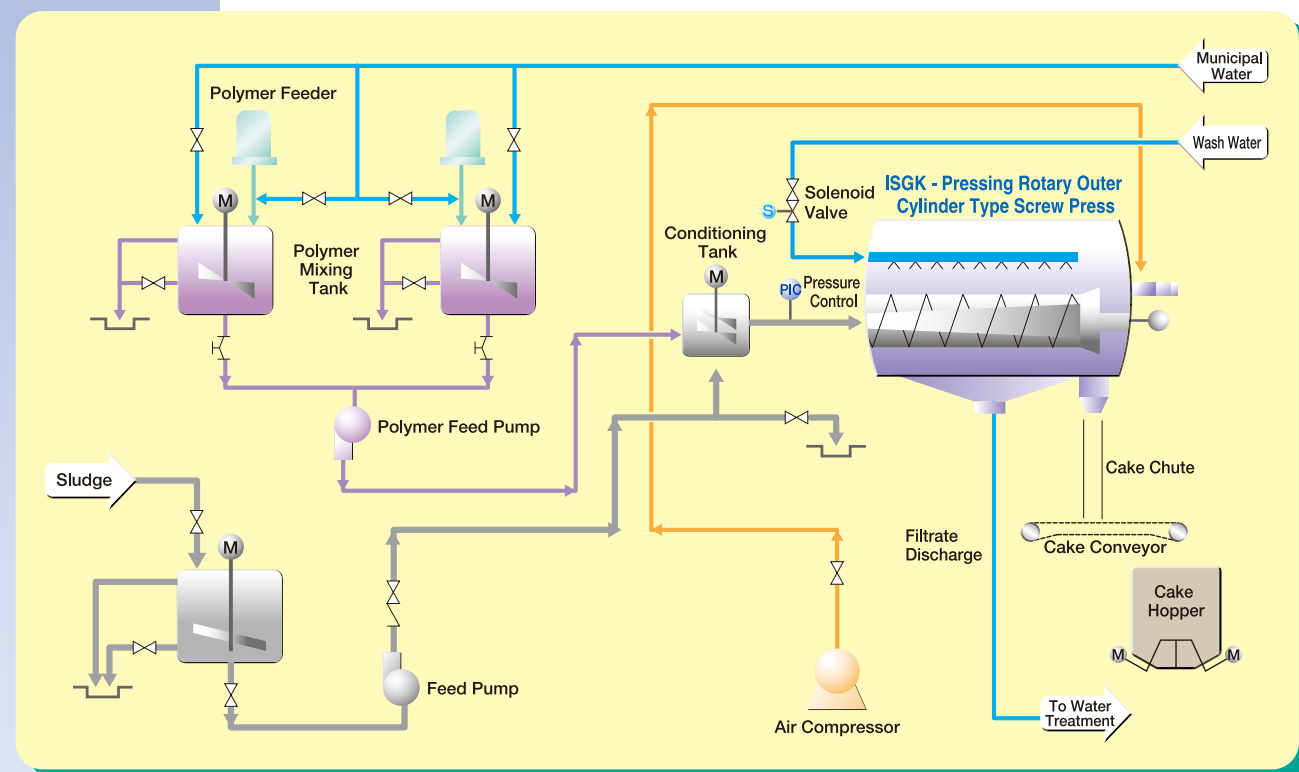 Municipal
Water
Polymer Feeder
Wash Water
ISGK - Pressing Rotary Outer
Cylinder Type Screw Press
Solenoid
Valve
S
M
M
Conditioning
Tank
Polymer
Mixing
Tank
M
PIC
Pressure
Control
Polymer Feed Pump
Sludge
Cake Chute
Filtrate
Discharge
Cake Conveyor
M
Cake
Hopper
M
M
Feed Pump
To Water
Treatment
Air Compressor